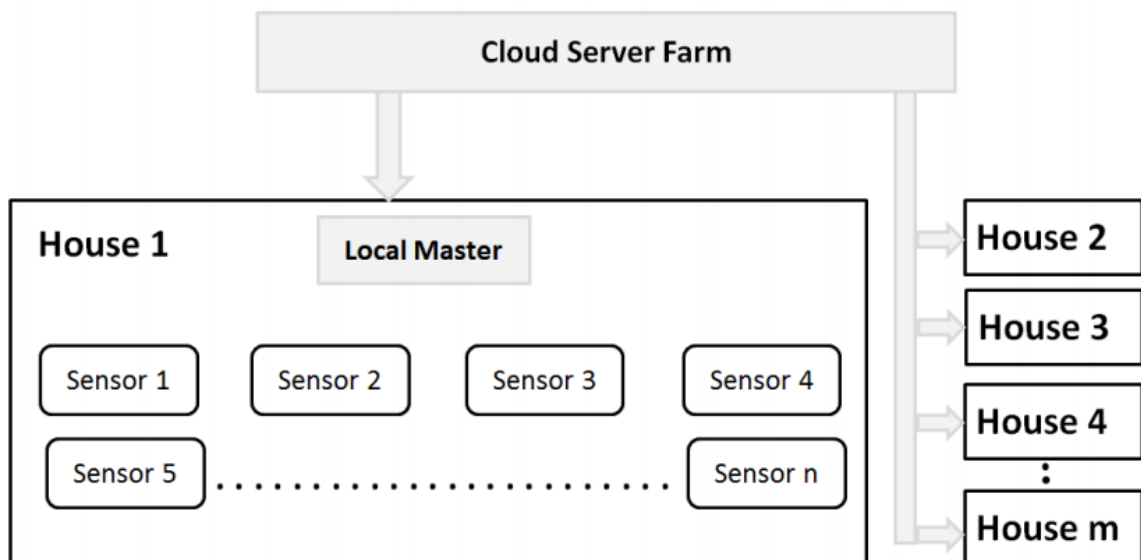 Cloud Server Farm
House 1
Local Master
House 2
House 3
Sensor 1
Sensor 2
Sensor 3
Sensor 4
House 4
Sensor 5
Sensor n
House m